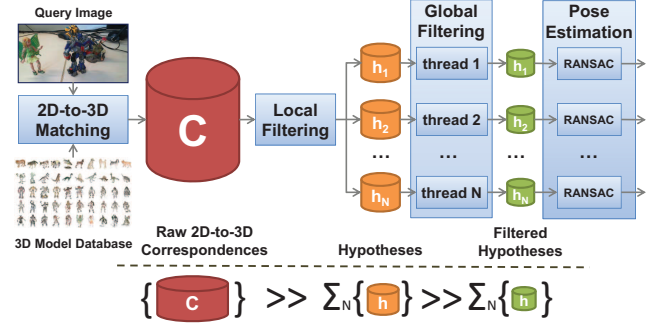 Query Image
2D-to-3D
Matching
3D Model Database
C
Local
Filtering
h1
h2
...
hN
Global
Filtering
thread 1
thread 2
...
thread N
h1
h2
...
hN
Pose
Estimation
RANSAC
RANSAC
...
RANSAC
Raw 2D-to-3D
Correspondences
Hypotheses
Filtered
Hypotheses
{ C } >> ΣN{ h } >> ΣN{ h }